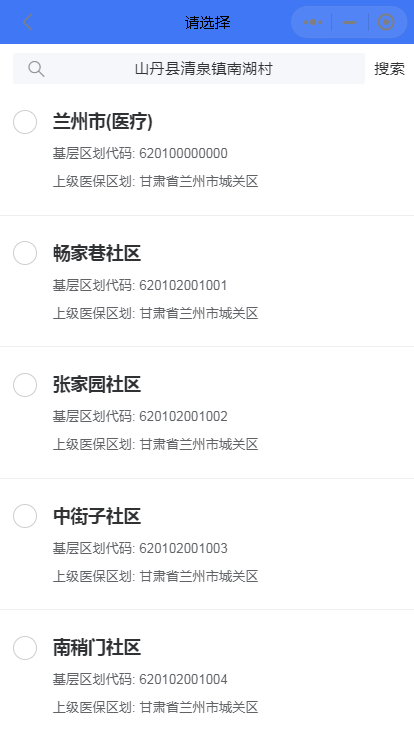 请选择
山丹县清泉镇南湖村 搜索
兰州市(医疗)
基层区划代码: 620100000000
上级医保区划: 甘肃省兰州市城关区
畅家巷社区
基层区划代码: 620102001001
上级医保区划: 甘肃省兰州市城关区
张家园社区
基层区划代码: 620102001002
上级医保区划: 甘肃省兰州市城关区
中街子社区
基层区划代码: 620102001003
上级医保区划: 甘肃省兰州市城关区
南稍门社区
基层区划代码: 620102001004
上级医保区划: 甘肃省兰州市城关区